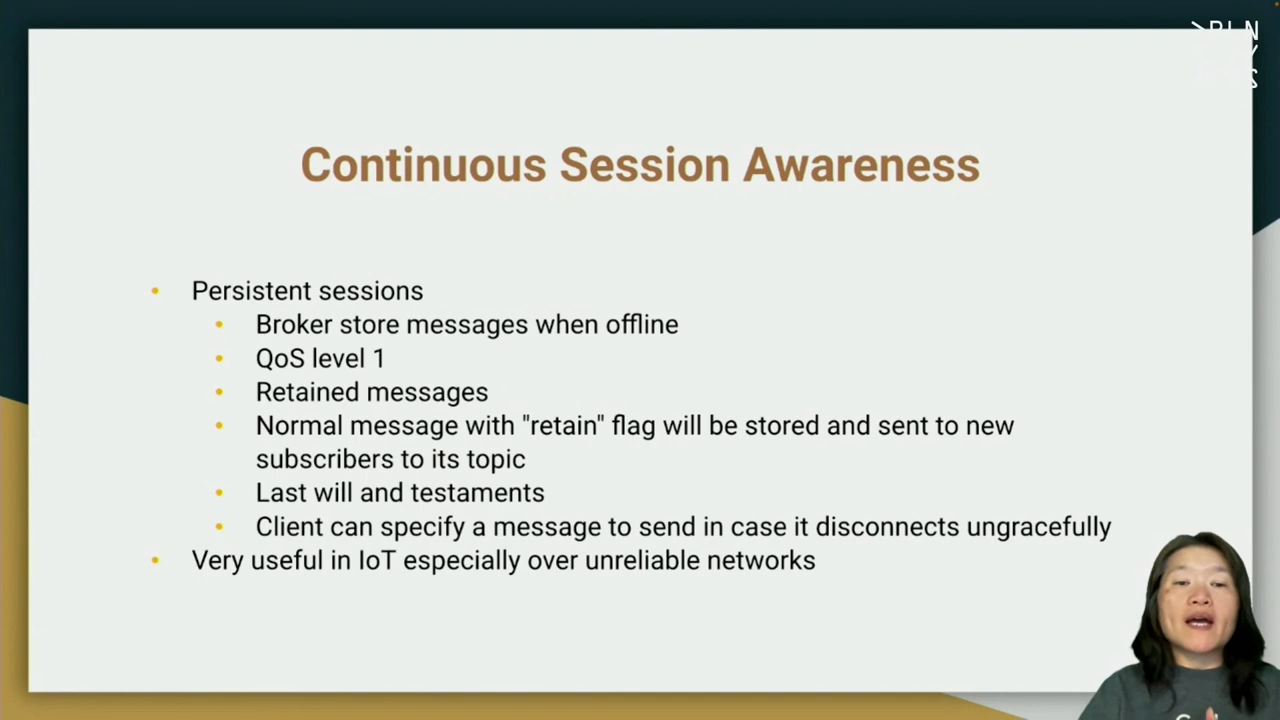 Continuous Session Awareness
Persistent sessions
Broker store messages when offline
QoS level 1
Retained messages
Normal message with "retain" flag will be stored and sent to new
subscribers to its topic
Last will and testaments
Client can specify a message to send in case it disconnects ungracefully
Very useful in IoT especially over unreliable networks